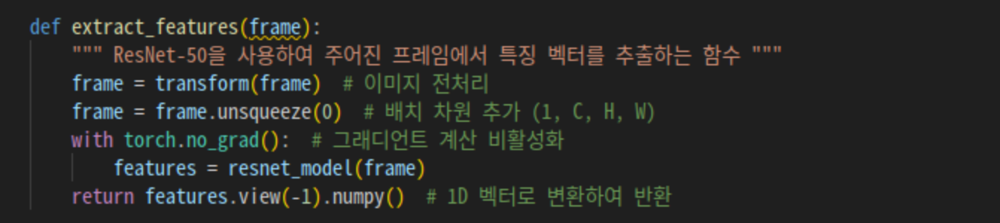 def extract_features(frame):
    """ ResNet-50을 사용하여 주어진 프레임에서 특징 벡터를 추출하는 함수 """
    frame = transform(frame)  # 이미지 전처리
    frame = frame.unsqueeze(0)  # 배치 차원 추가 (1, C, H, W)
    with torch.no_grad():  # 그래디언트 계산 비활성화
        features = resnet_model(frame)
    return features.view(-1).numpy()  # 1D 벡터로 변환하여 반환